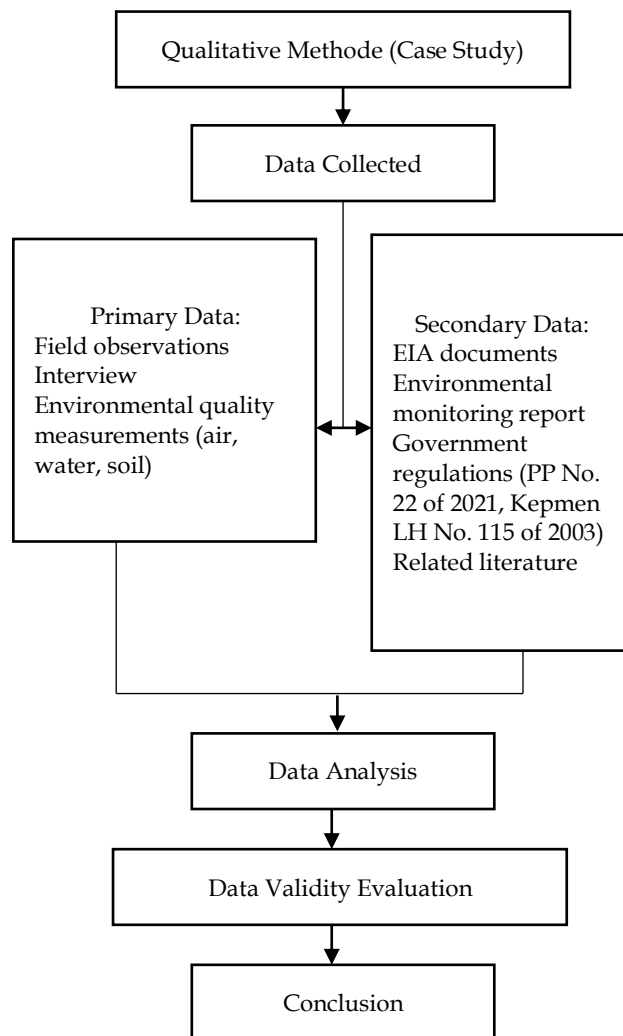 Qualitative Methode (Case Study)
Data Collected
Primary Data:
Field observations
Interview
Environmental quality
measurements (air,
water, soil)
Secondary Data:
EIA documents
Environmental
monitoring report
Government
regulations (PP No.
22 of 2021, Kepmen
LH No. 115 of 2003)
Related literature
Data Analysis
Data Validity Evaluation
Conclusion